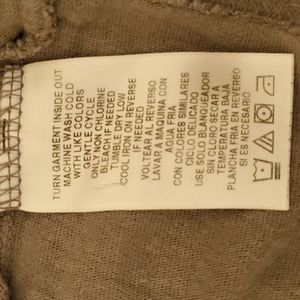 TURN GARMENT INSIDE OUT
MACHINE WASH COLD
WITH LIKE COLORS
GENTLE CYCLE
ONLY NON CHLORINE
BLEACH IF NEEDED
TUMBLE DRY LOW
COOL IRON ON REVERSE
IF NEEDED
VOLTEAR AL REVERSO
LAVAR A MAQUINA CON
AGUA FRIA
CON COLORES SIMILARES
CICLO DELICADO
USE SOLO BLANQUEADOR
SIN CLORO SECAR A
TEMPERATURA BAJA
PLANCHA FRIA EN REVERSO
SI ES NECESARIO